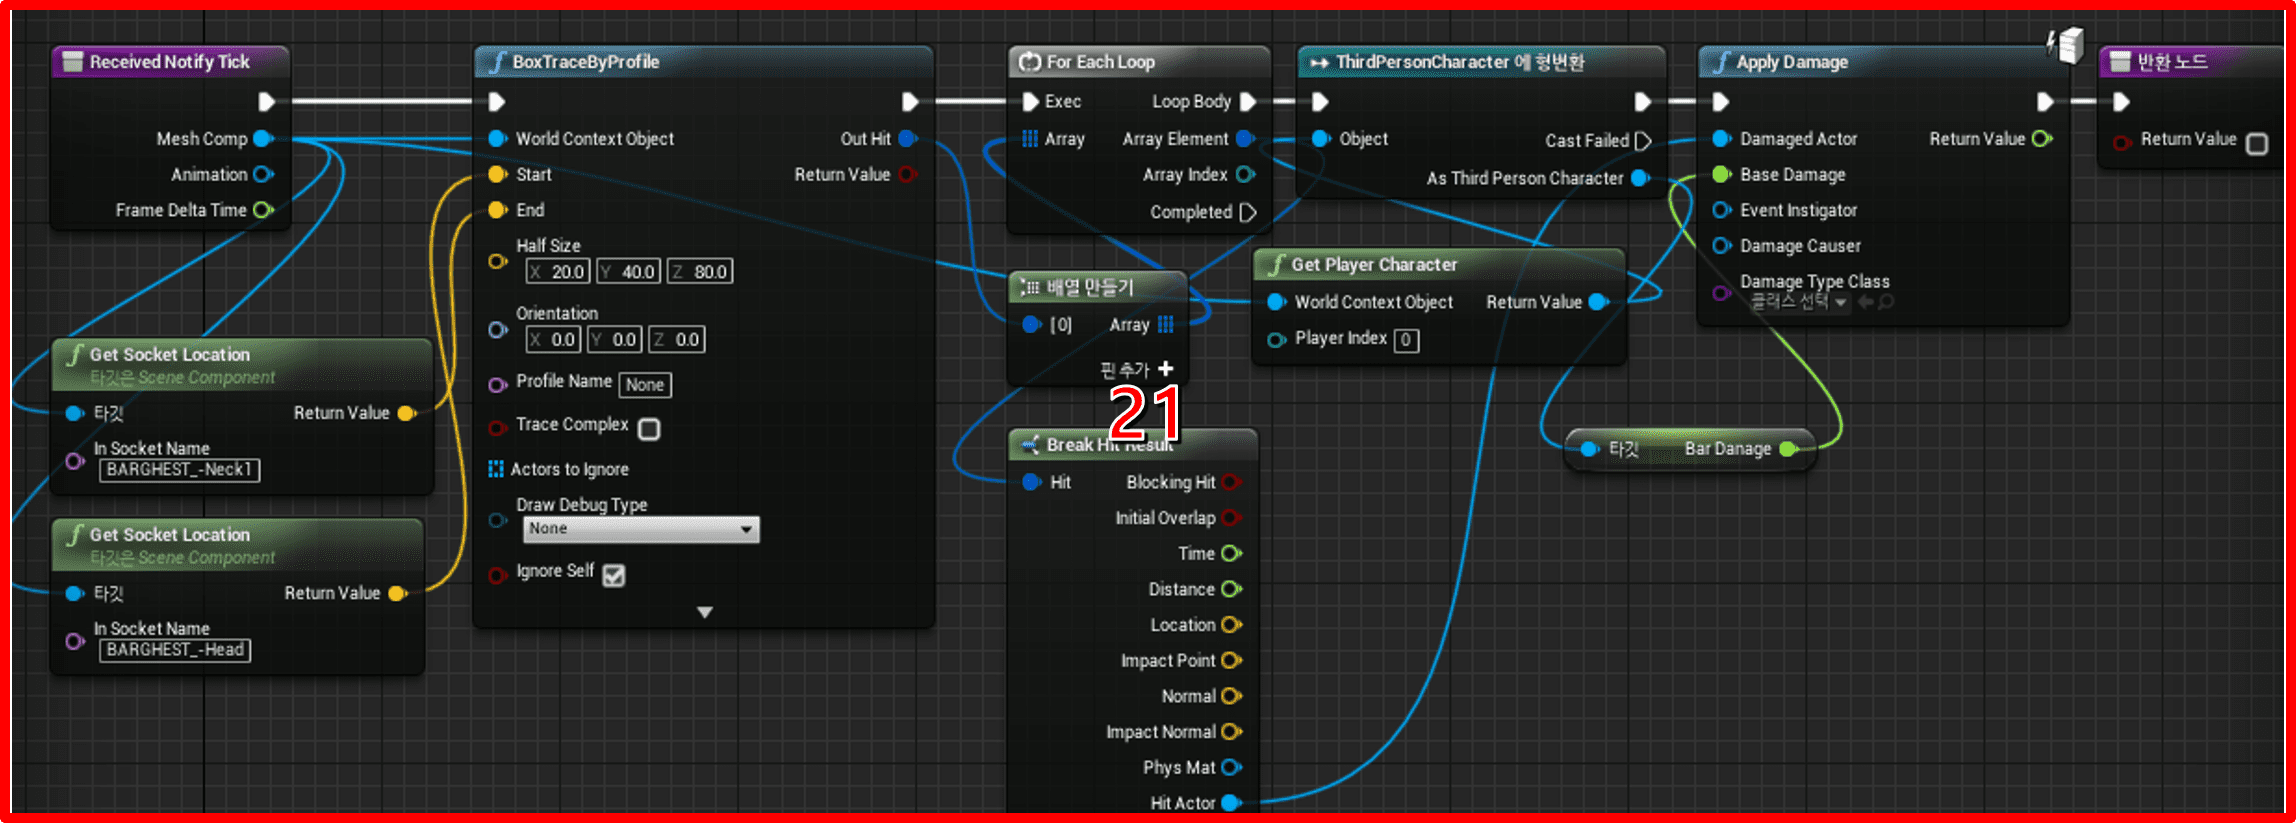 Received Notify Tick
Mesh Comp
Animation
Frame Delta Time
Get Socket Location
타깃은 Scene Component
타깃
Return Value
In Socket Name
BARGHEST_-Neck1
Get Socket Location
타깃은 Scene Component
타깃
Return Value
In Socket Name
BARGHEST_-Head
BoxTraceByProfile
World Context Object
Out Hit
Start
Return Value
End
Half Size
X 20.0 Y 40.0 Z 80.0
Orientation
X 0.0 Y 0.0 Z 0.0
Profile Name None
Trace Complex
Actors to Ignore
Draw Debug Type
None
Ignore Self
For Each Loop
Exec
Loop Body
Array
Array Element
Array Index
Completed
배열 만들기
[0]
Array
핀 추가 +
21
Break Hit Result
Hit
Blocking Hit
Initial Overlap
Time
Distance
Location
Impact Point
Normal
Impact Normal
Phys Mat
Hit Actor
ThirdPersonCharacter 에 형변환
Object
Cast Failed
As Third Person Character
Get Player Character
World Context Object
Return Value
Player Index 0
Apply Damage
Damaged Actor
Return Value
Base Damage
Event Instigator
Damage Causer
Damage Type Class
클래스 선택
타깃
Bar Danage
반환 노드
Return Value